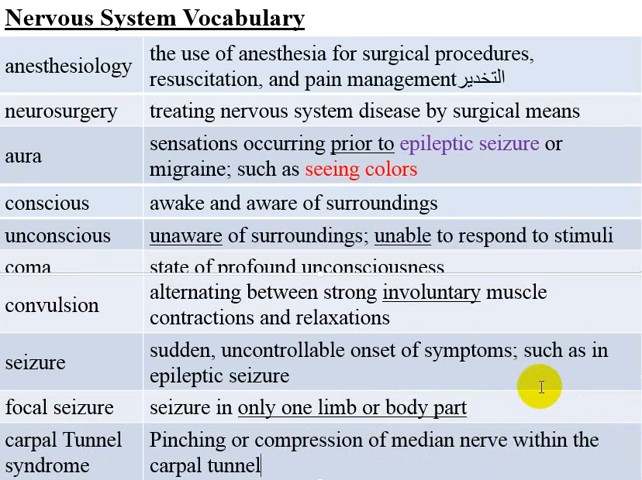 Nervous System Vocabulary
anesthesiology
the use of anesthesia for surgical procedures,
resuscitation, and pain management التخدير
neurosurgery
treating nervous system disease by surgical means
aura
sensations occurring prior to epileptic seizure or
migraine; such as seeing colors
conscious
awake and aware of surroundings
unconscious
unaware of surroundings; unable to respond to stimuli
coma
state of profound unconsciousness
convulsion
alternating between strong involuntary muscle
contractions and relaxations
seizure
sudden, uncontrollable onset of symptoms; such as in
epileptic seizure
focal seizure
seizure in only one limb or body part
carpal Tunnel
syndrome
Pinching or compression of median nerve within the
carpal tunnel